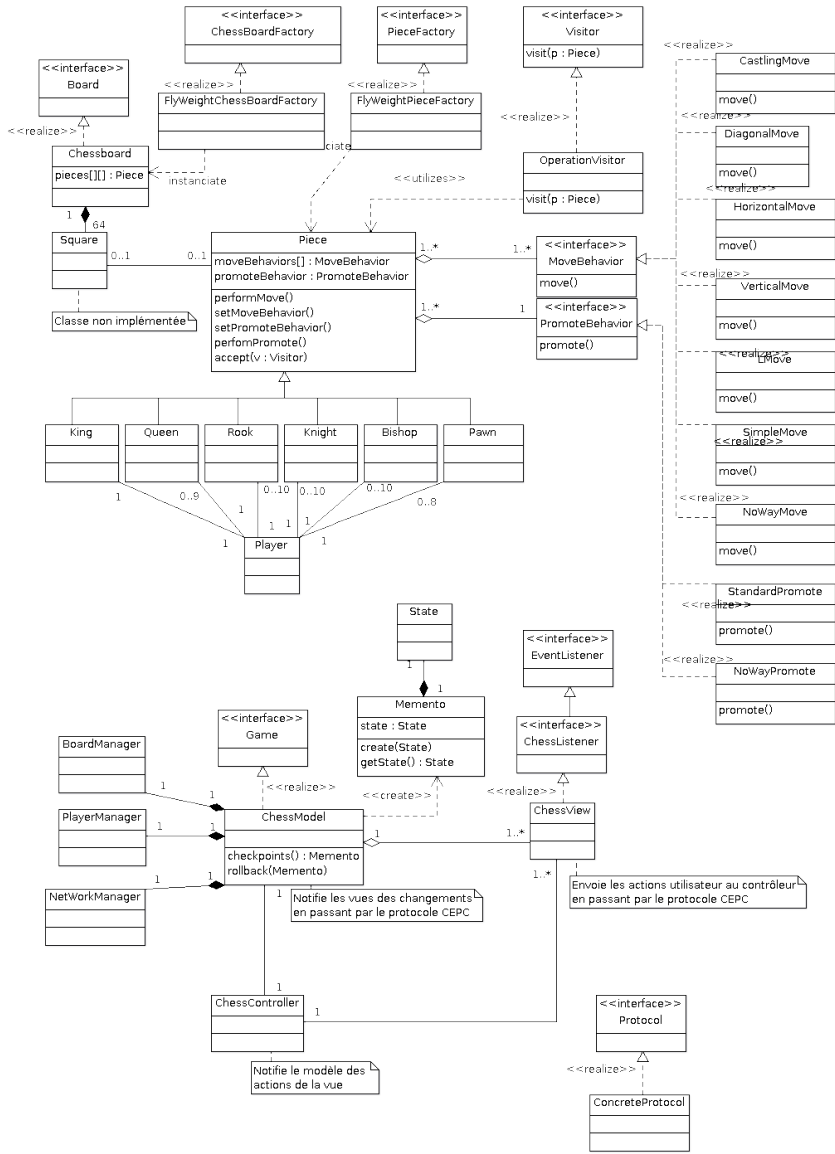 <<interface>>
ChessBoardFactory
<<interface>>
PieceFactory
<<interface>>
Visitor
visit(p : Piece)
<<realize>>
CastlingMove
move()
<<interface>>
Board
<<realize>>
<<realize>>
<<realize>>
FlyWeightChessBoardFactory
FlyWeightPieceFactory
<<realize>>
<<realize>>
DiagonalMove
move()
<<realize>>
Chessboard
pieces[][] : Piece
instanciate
ciate
<<utilizes>>
OperationVisitor
visit(p : Piece)
<<realize>>
HorizontalMove
move()
1
64
Square
0..1
0..1
Piece
moveBehaviors[] : MoveBehavior
promoteBehavior : PromoteBehavior
performMove()
setMoveBehavior()
setPromoteBehavior()
perfomPromote()
accept(v : Visitor)
1..*
1..*
<<interface>>
MoveBehavior
move()
1..*
1
<<interface>>
PromoteBehavior
promote()
<<realize>>
VerticalMove
move()
Classe non implémentée
<<realize>>
LMove
move()
King
Queen
Rook
Knight
Bishop
Pawn
SimpleMove
<<realize>>
move()
1
0..9
0..10
0..10
0..10
0..8
1
1
1
1
1
1
Player
<<realize>>
NoWayMove
move()
StandardPromote
<<realize>>
promote()
<<realize>>
NoWayPromote
promote()
State
1
1
Memento
state : State
create(State)
getState() : State
<<interface>>
EventListener
<<interface>>
ChessListener
<<realize>>
<<interface>>
Game
<<realize>>
<<create>>
BoardManager
1
1
PlayerManager
1
1
NetWorkManager
1
1
ChessModel
checkpoints() : Memento
rollback(Memento)
1
1..*
ChessView
1..*
1
Notifie les vues des changements
en passant par le protocole CEPC
Envoie les actions utilisateur au contrôleur
en passant par le protocole CEPC
1
ChessController
1
Notifie le modèle des
actions de la vue
<<interface>>
Protocol
<<realize>>
ConcreteProtocol